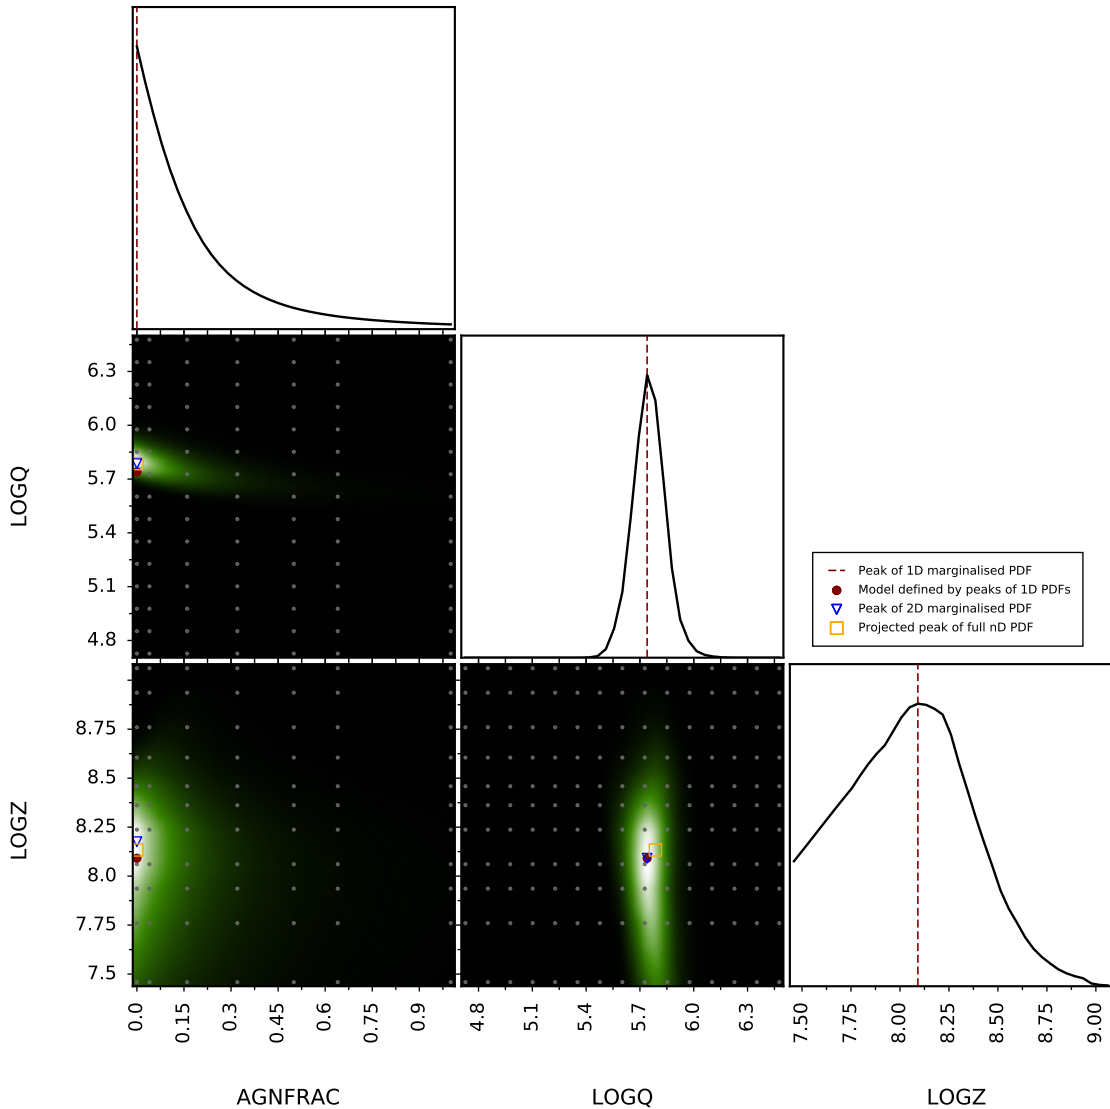 6.3
6.0
5.7
5.4
5.1
4.8
LOGQ
Peak of 1D marginalised PDF
Model defined by peaks of 1D PDFs
Peak of 2D marginalised PDF
Projected peak of full nD PDF
8.75
8.5
8.25
8.0
7.75
7.5
LOGZ
0.0 0.15 0.3 0.45 0.6 0.75 0.9
4.8 5.1 5.4 5.7 6.0 6.3
7.50 7.75 8.00 8.25 8.50 8.75 9.00
AGNFRAC
LOGQ
LOGZ